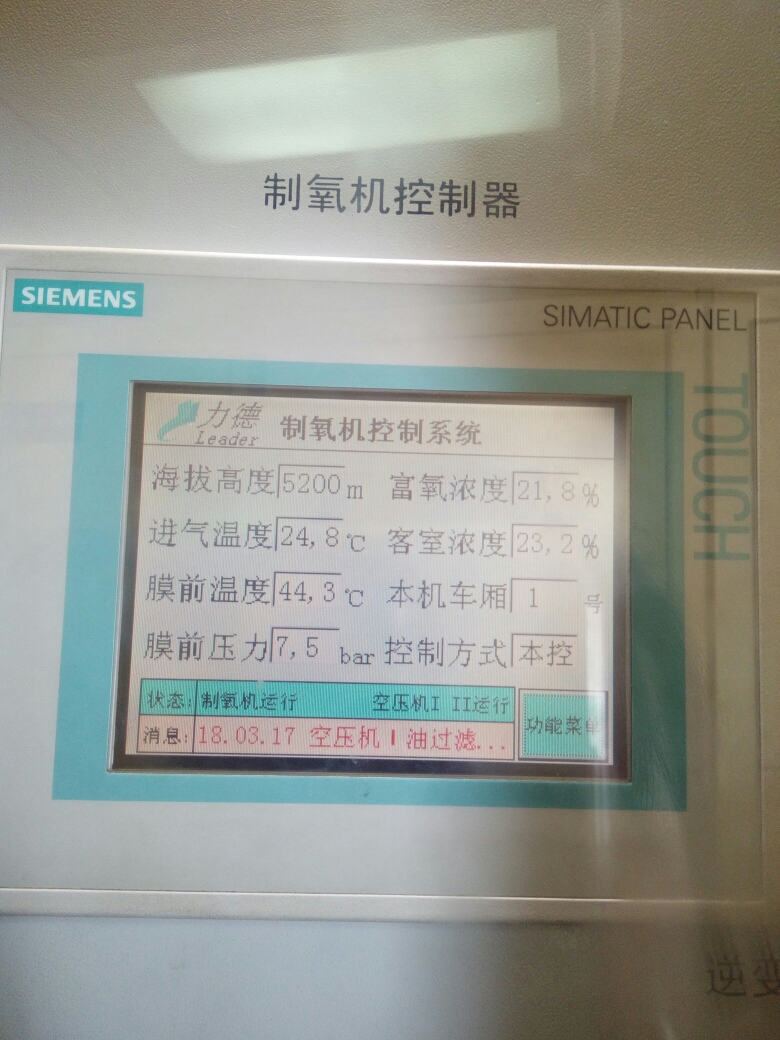 制氧机控制器
SIEMENS
SIMATIC PANEL
TOUCH
力德
Leader
制氧机控制系统
海拔高度 5200 m 富氧浓度 21,8 %
进气温度 24,8 ℃ 客室浓度 23,2 %
膜前温度 44,3 ℃ 本机车厢 1 号
膜前压力 7,5 bar 控制方式 本控
状态: 制氧机运行 空压机I II运行
消息: 18.03.17 空压机 I 油过滤...
功能菜单
逆变